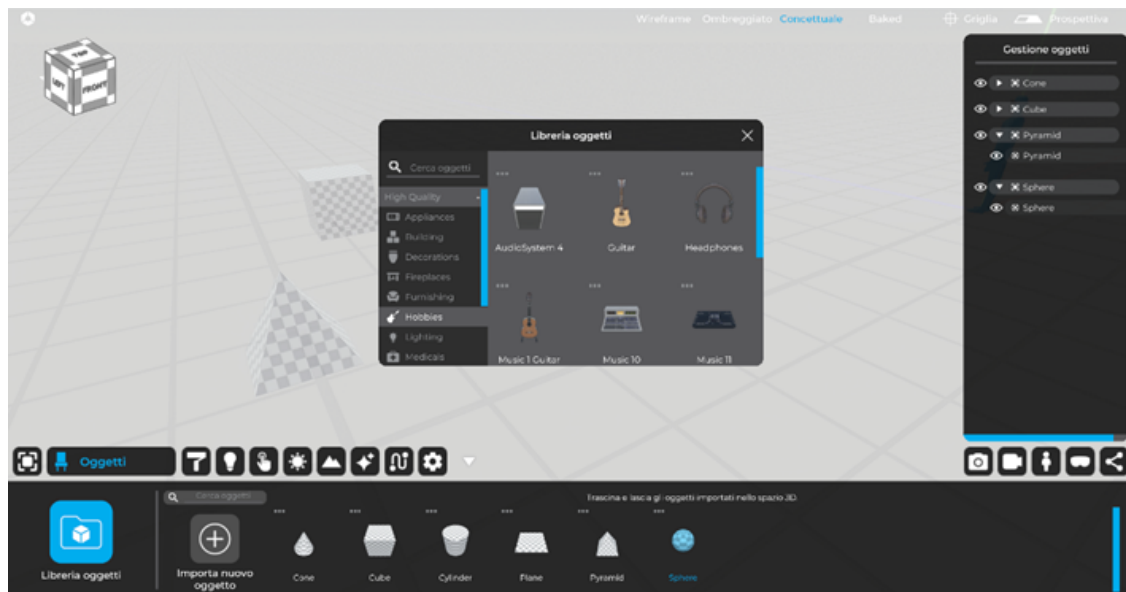 Wireframe Ombreggiato Concettuale Baked Griglia Prospettiva
TOP
LEFT
FRONT
Gestione oggetti
Cone
Cube
Pyramid
Pyramid
Sphere
Sphere
Libreria oggetti
Cerca oggetti
High Quality
Appliances
Building
Decorations
Fireplaces
Furnishing
Hobbies
Lighting
Medicals
AudioSystem 4
Guitar
Headphones
Music 1 Guitar
Music 10
Music 11
Oggetti
Cerca oggetti
Trascina e lascia gli oggetti importati nello spazio 3D.
Libreria oggetti
Importa nuovo
oggetto
Cone
Cube
Cylinder
Plane
Pyramid
Sphere